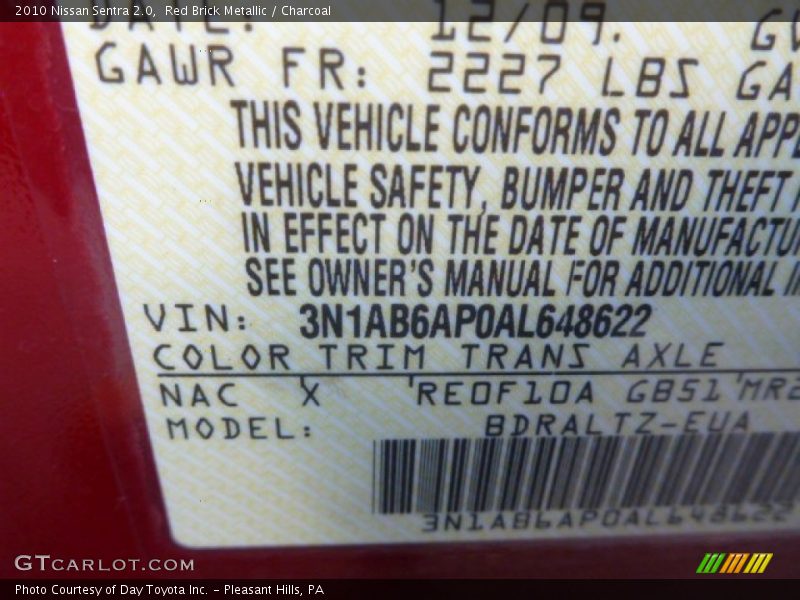 2010 Nissan Sentra 2.0, Red Brick Metallic / Charcoal
DATE: 12/09.
GAWR FR: 2227 LBS
THIS VEHICLE CONFORMS TO ALL
VEHICLE SAFETY, BUMPER AND THEFT
IN EFFECT ON THE DATE OF
SEE OWNER'S MANUAL FOR ADDITIONAL
VIN: 3N1AB6AP0AL648622
COLOR TRIM TRANS AXLE
NAC X 'RE0F10A GB51'MR2
MODEL: BDRALTZ-EUA
3N1AB6AP0AL648622
GTCARLOT.COM
Photo Courtesy of Day Toyota Inc. - Pleasant Hills, PA